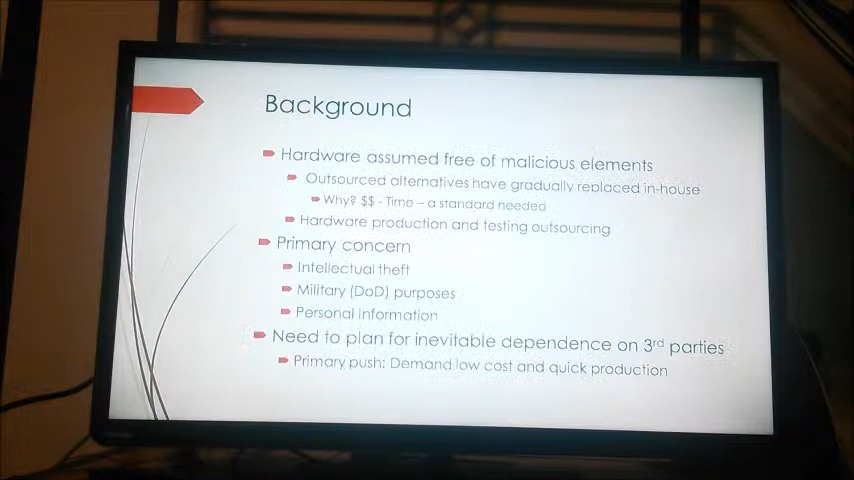 Background
Hardware assumed free of malicious elements
Outsourced alternatives have gradually replaced in-house
Why? $$ - Time – a standard needed
Hardware production and testing outsourcing
Primary concern
Intellectual theft
Military (DoD) purposes
Personal Information
Need to plan for inevitable dependence on 3rd parties
Primary push: Demand low cost and quick production